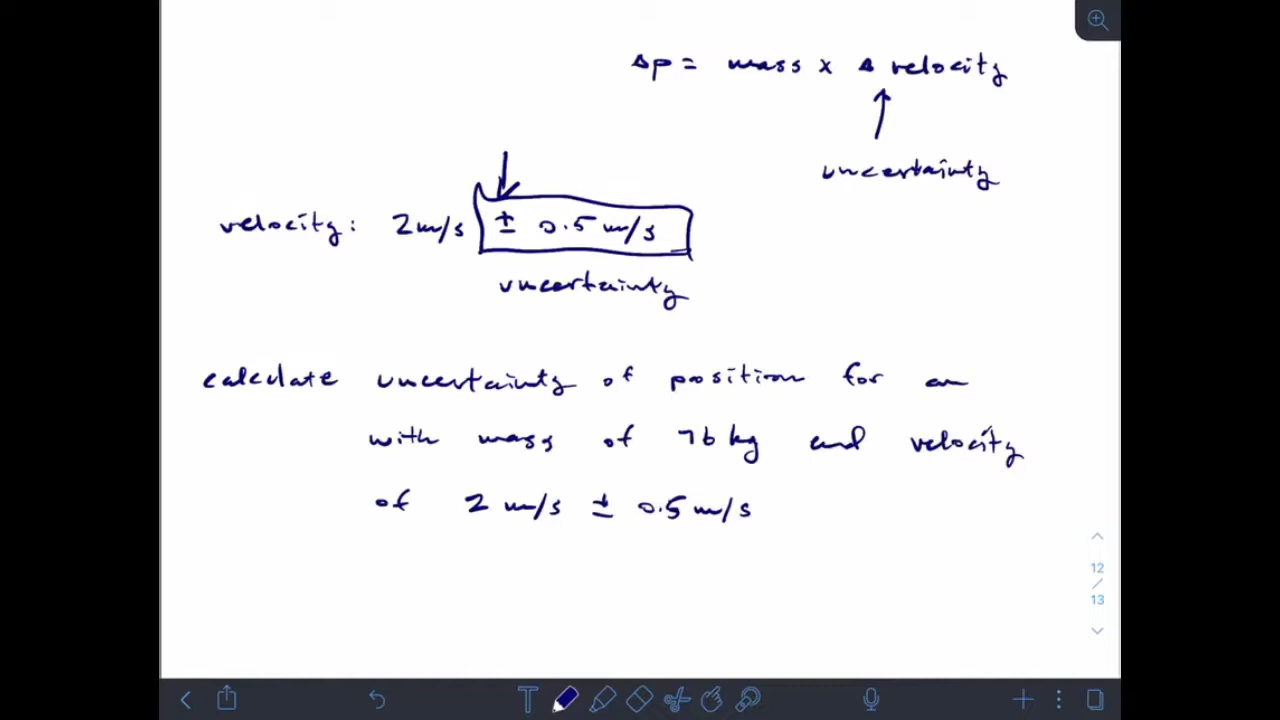 Δp = mass x Δ velocity
uncertainty
velocity: 2 m/s ± 0.5 m/s
uncertainty
calculate uncertainty of position for an
with mass of 76 kg and velocity
of 2 m/s ± 0.5 m/s
12
/
13
T